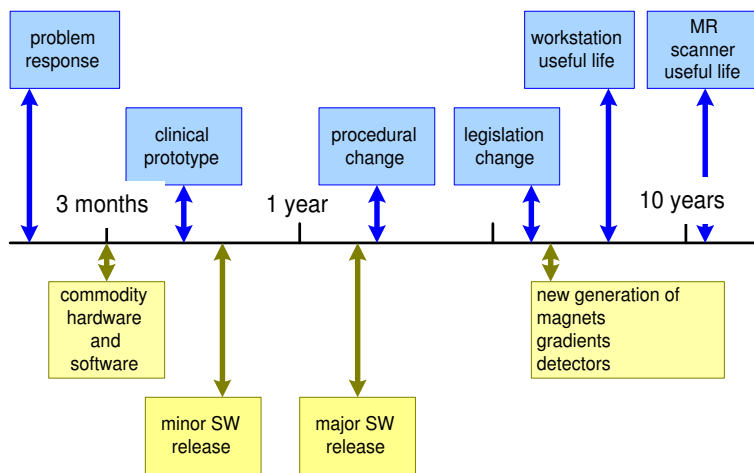 problem
response
workstation
useful life
MR
scanner
useful life
clinical
prototype
procedural
change
legislation
change
3 months
1 year
10 years
commodity
hardware
and
software
new generation of
magnets
gradients
detectors
minor SW
release
major SW
release